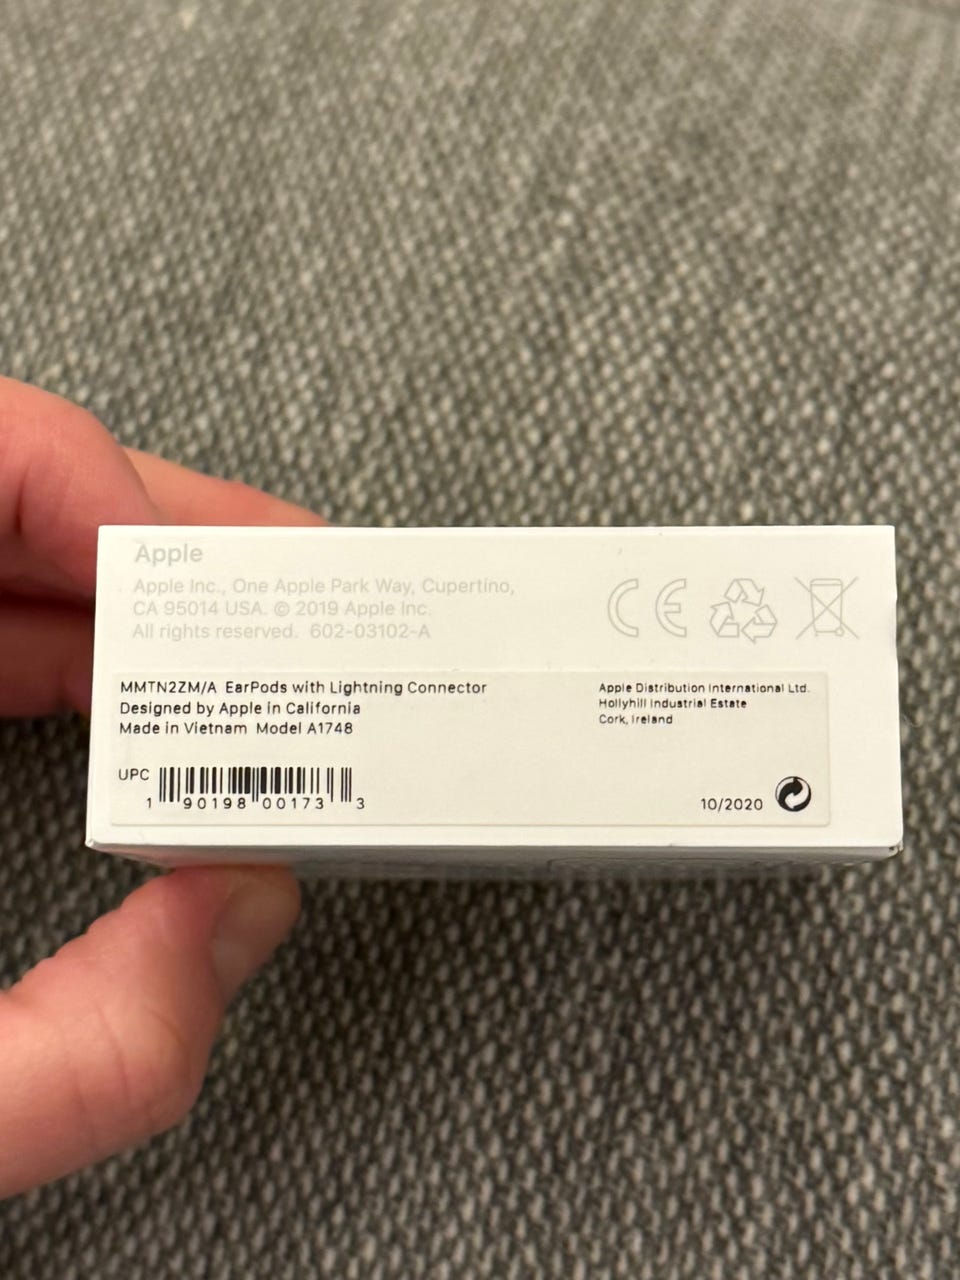 Apple
Apple Inc., One Apple Park Way, Cupertino,
CA 95014 USA. © 2019 Apple Inc.
All rights reserved. 602-03102-A
CE
MMTN2ZM/A EarPods with Lightning Connector
Designed by Apple in California
Made in Vietnam Model A1748
Apple Distribution International Ltd.
Hollyhill Industrial Estate
Cork, Ireland
UPC
1 90198 00173 3
10/2020